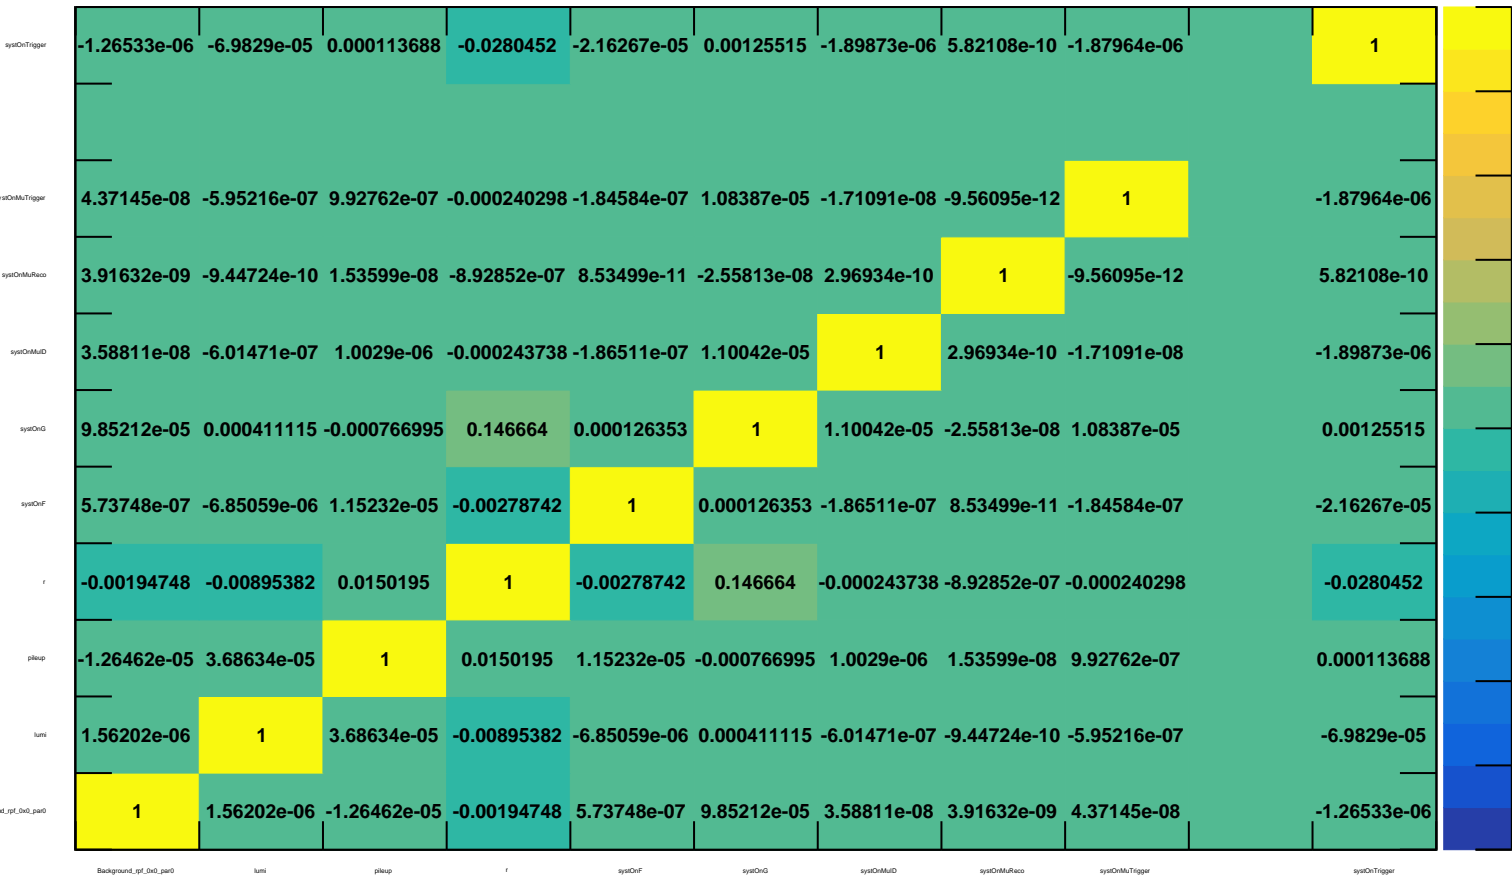 systOnTrigger -1.26533e-06 -6.9829e-05 0.000113688 -0.0280452 -2.16267e-05 0.00125515 -1.89873e-06 5.82108e-10 -1.87964e-06 1
ystOnMuTrigger 4.37145e-08 -5.95216e-07 9.92762e-07 -0.000240298 -1.84584e-07 1.08387e-05 -1.71091e-08 -9.56095e-12 1 -1.87964e-06
systOnMuReco 3.91632e-09 -9.44724e-10 1.53599e-08 -8.92852e-07 8.53499e-11 -2.55813e-08 2.96934e-10 1 -9.56095e-12 5.82108e-10
systOnMuID 3.58811e-08 -6.01471e-07 1.0029e-06 -0.000243738 -1.86511e-07 1.10042e-05 1 2.96934e-10 -1.71091e-08 -1.89873e-06
systOnG 9.85212e-05 0.000411115 -0.000766995 0.146664 0.000126353 1 1.10042e-05 -2.55813e-08 1.08387e-05 0.00125515
systOnF 5.73748e-07 -6.85059e-06 1.15232e-05 -0.00278742 1 0.000126353 -1.86511e-07 8.53499e-11 -1.84584e-07 -2.16267e-05
r -0.00194748 -0.00895382 0.0150195 1 -0.00278742 0.146664 -0.000243738 -8.92852e-07 -0.000240298 -0.0280452
pileup -1.26462e-05 3.68634e-05 1 0.0150195 1.15232e-05 -0.000766995 1.0029e-06 1.53599e-08 9.92762e-07 0.000113688
lumi 1.56202e-06 1 3.68634e-05 -0.00895382 -6.85059e-06 0.000411115 -6.01471e-07 -9.44724e-10 -5.95216e-07 -6.9829e-05
d_rpf_0x0_par0 1 1.56202e-06 -1.26462e-05 -0.00194748 5.73748e-07 9.85212e-05 3.58811e-08 3.91632e-09 4.37145e-08 -1.26533e-06
Background_rpf_0x0_par0 lumi pileup r systOnF systOnG systOnMuID systOnMuReco systOnMuTrigger systOnTrigger